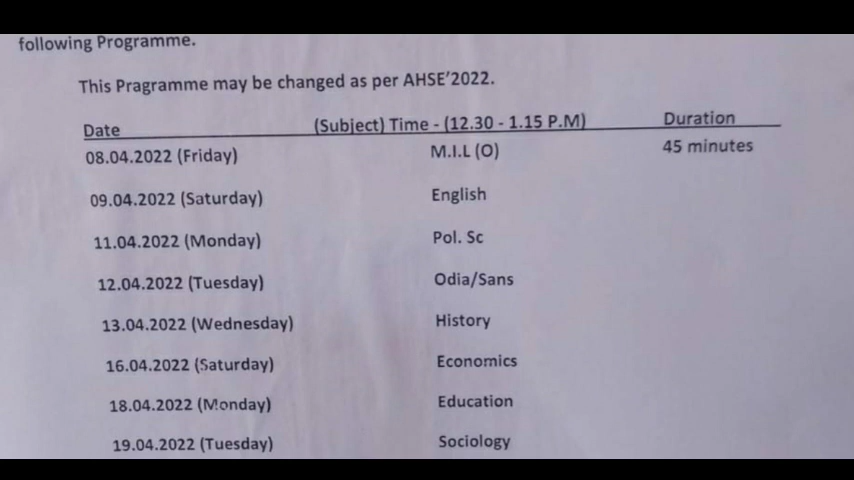 following Programme.
This Pragramme may be changed as per AHSE'2022.
Date (Subject) Time - (12.30 - 1.15 P.M) Duration
08.04.2022 (Friday) M.I.L (O) 45 minutes
09.04.2022 (Saturday) English
11.04.2022 (Monday) Pol. Sc
12.04.2022 (Tuesday) Odia/Sans
13.04.2022 (Wednesday) History
16.04.2022 (Saturday) Economics
18.04.2022 (Monday) Education
19.04.2022 (Tuesday) Sociology